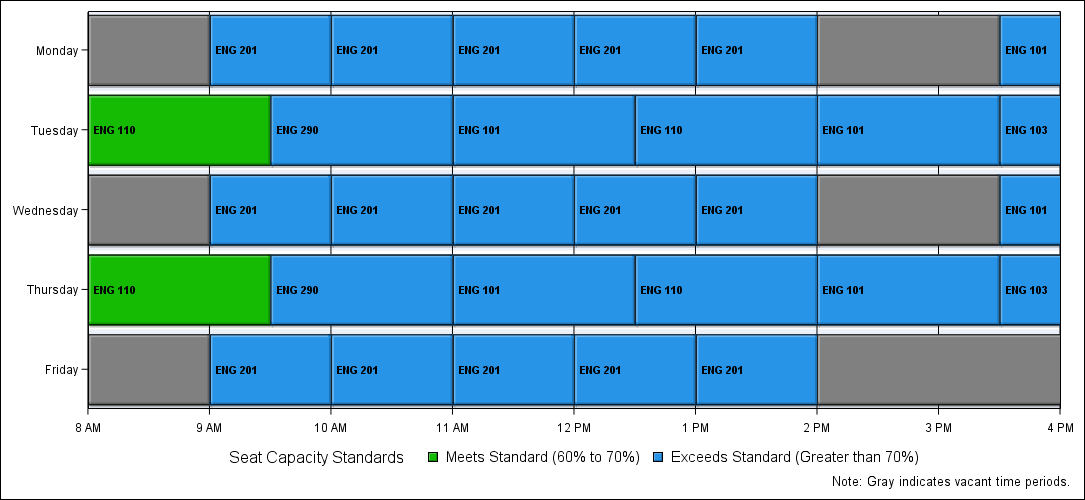 Monday ENG 201 ENG 201 ENG 201 ENG 201 ENG 201 ENG 101
Tuesday ENG 110 ENG 290 ENG 101 ENG 110 ENG 101 ENG 103
Wednesday ENG 201 ENG 201 ENG 201 ENG 201 ENG 201 ENG 101
Thursday ENG 110 ENG 290 ENG 101 ENG 110 ENG 101 ENG 103
Friday ENG 201 ENG 201 ENG 201 ENG 201 ENG 201
8 AM 9 AM 10 AM 11 AM 12 PM 1 PM 2 PM 3 PM 4 PM
Seat Capacity Standards Meets Standard (60% to 70%) Exceeds Standard (Greater than 70%)
Note: Gray indicates vacant time periods.